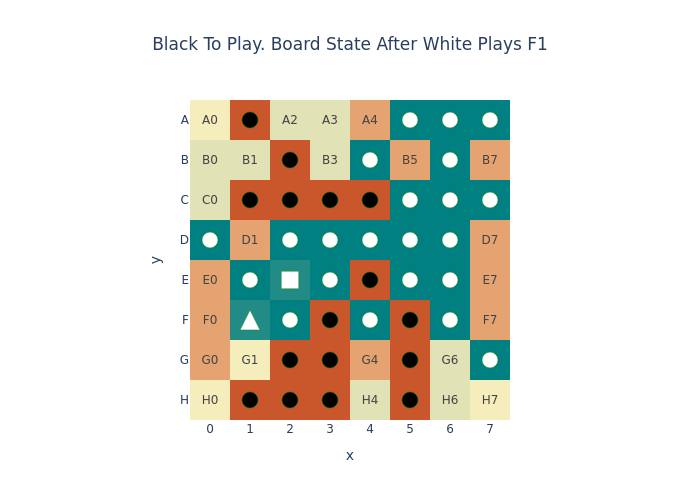 Black To Play. Board State After White Plays F1
A A0 A2 A3 A4
B B0 B1 B3 B5 B7
C C0
D D1 D7
E E0 E7
F F0 F7
G G0 G1 G4 G6
H H0 H4 H6 H7
0 1 2 3 4 5 6 7
x
y